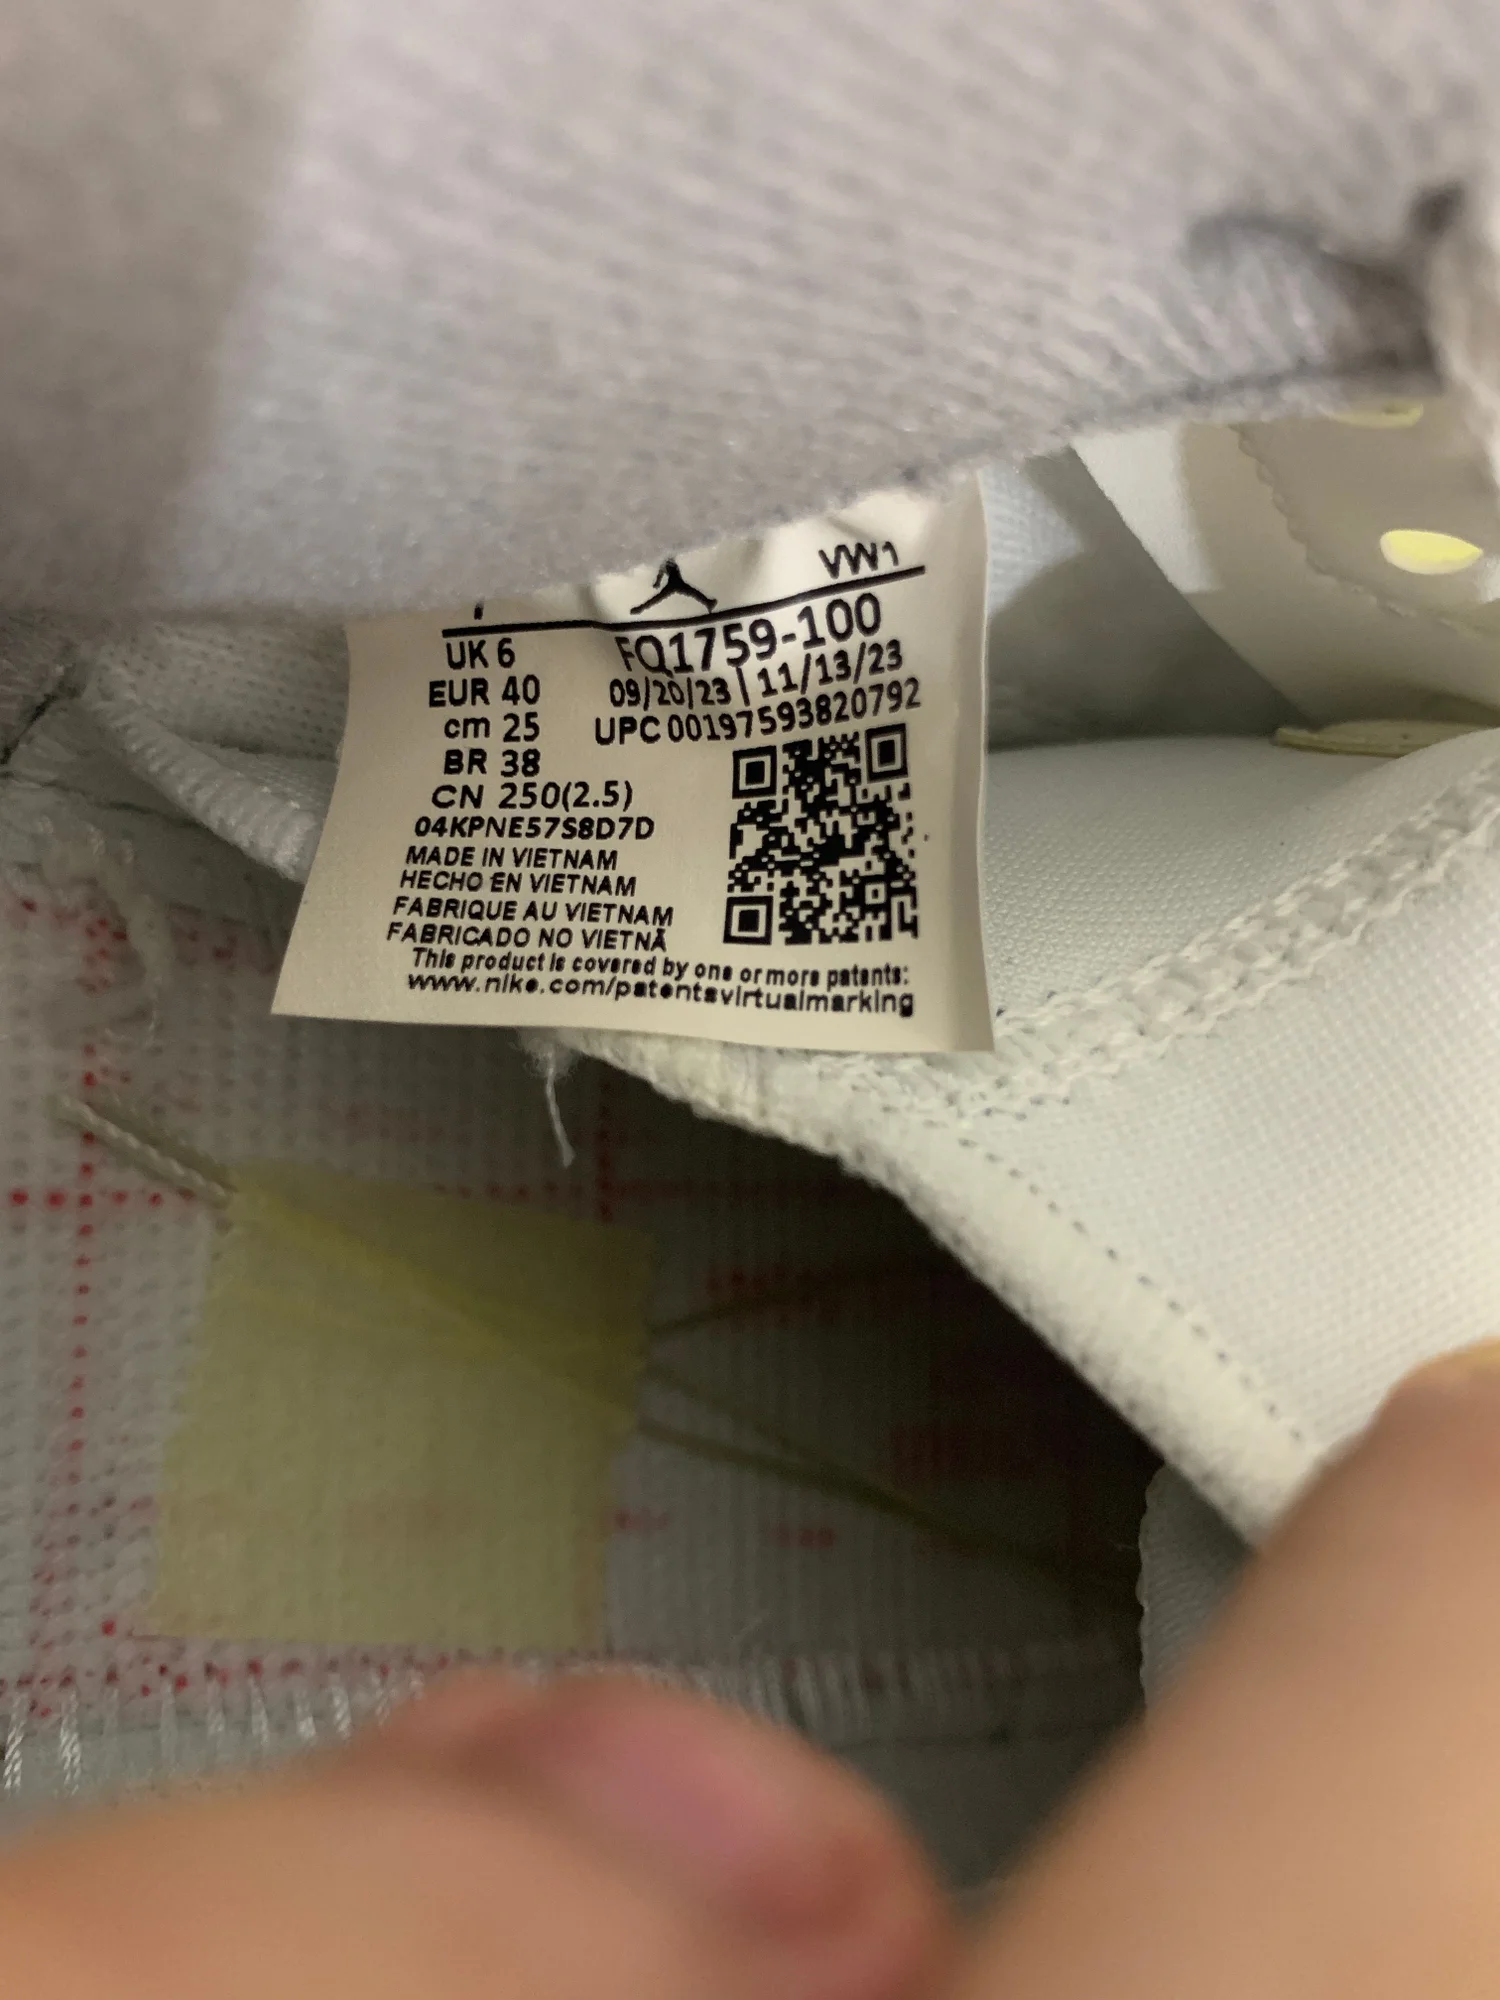 VW1
UK 6
FQ1759-100
EUR 40
09/20/23 | 11/13/23
cm 25
UPC 00197593820792
BR 38
CN 250(2.5)
04KPNE57S8D7D
MADE IN VIETNAM
HECHO EN VIETNAM
FABRIQUE AU VIETNAM
FABRICADO NO VIETNÃ
This product is covered by one or more patents:
www.nike.com/patentsvirtualmarking